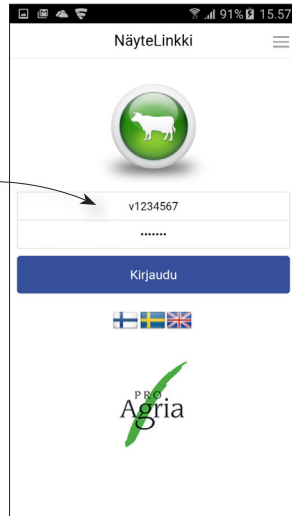 91% 15.57
NäyteLinkki
v1234567
•••••••
Kirjaudu
PRO
Agria